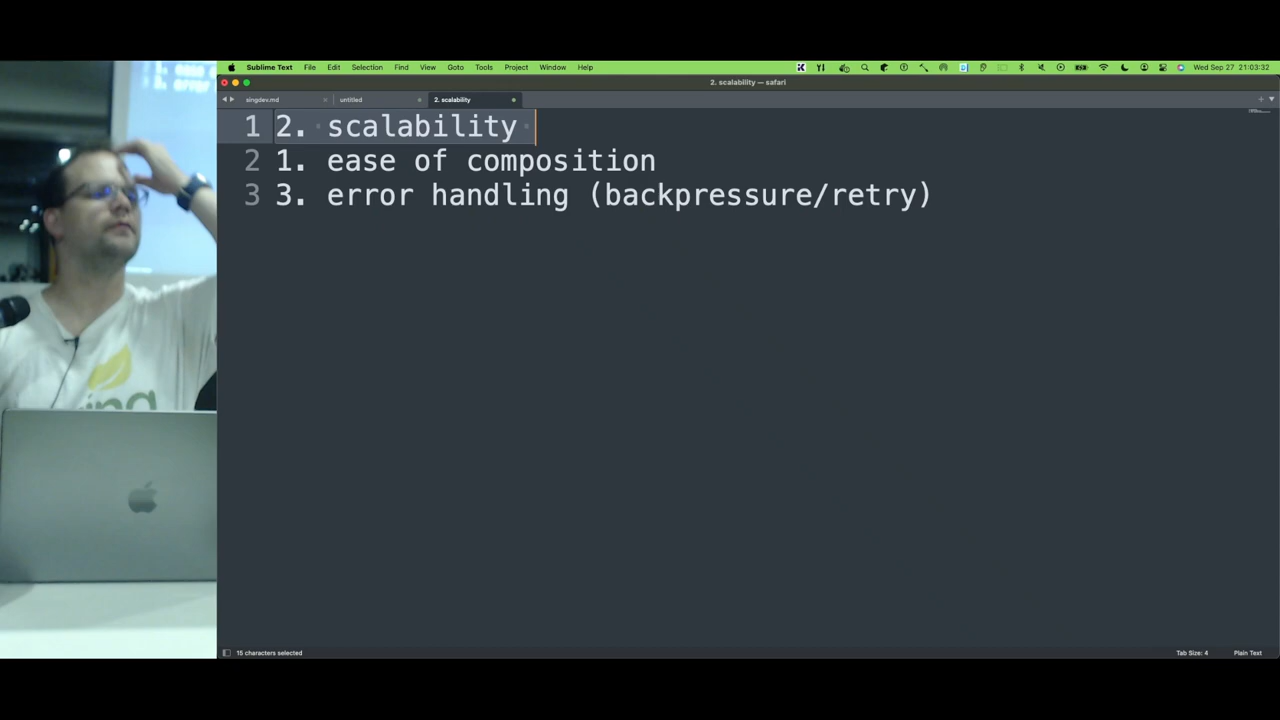 Sublime Text File Edit Selection Find View Goto Tools Project Window Help Wed Sep 27 21:03:32
2. scalability — safari
singdev.md untitled 2. scalability
1 2. scalability
2 1. ease of composition
3 3. error handling (backpressure/retry)
ing
15 characters selected Tab Size: 4 Plain Text